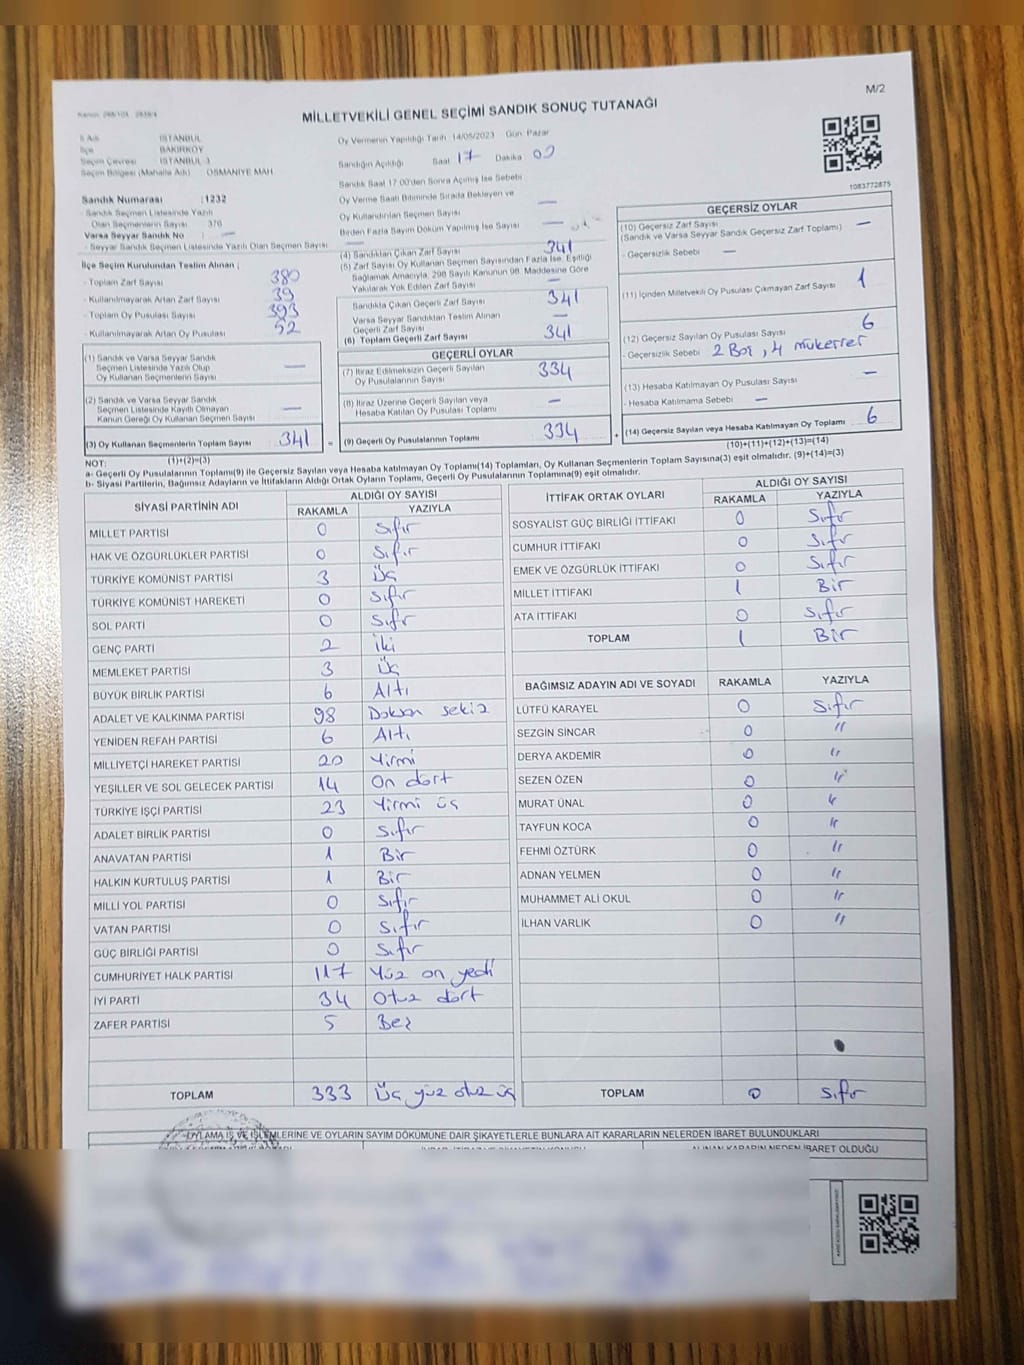 M/2
MİLLETVEKİLİ GENEL SEÇİMİ SANDIK SONUÇ TUTANAĞI
İl Adı İSTANBUL
İlçe BAKIRKÖY
Seçim Çevresi İSTANBUL 3
Seçim Bölgesi (Mahalle Adı) OSMANİYE MAH.
Oy Vermenin Yapıldığı Tarih 14/05/2023 Gün Pazar
Sandığın Açıldığı Saat 17 Dakika 00
Sandık Saat 17:00'den Sonra Açılmış İse Sebebi
Oy Verme Saati Bitiminde Sırada Bekleyen ve
Oy Kullandırılan Seçmen Sayısı —
Birden Fazla Sayım Döküm Yapılmış İse Sayısı —
1083772875
Sandık Numarası : 1232
- Sandık Seçmen Listesinde Yazılı
Olan Seçmenlerin Sayısı 376
Varsa Seyyar Sandık No : —
- Seyyar Sandık Seçmen Listesinde Yazılı Olan Seçmen Sayısı —
İlçe Seçim Kurulundan Teslim Alınan ;
- Toplam Zarf Sayısı 380
- Kullanılmayarak Artan Zarf Sayısı 39
- Toplam Oy Pusulası Sayısı 393
- Kullanılmayarak Artan Oy Pusulası 52
(1) Sandık ve Varsa Seyyar Sandık
Seçmen Listesinde Yazılı Olup
Oy Kullanan Seçmenlerin Sayısı —
(2) Sandık ve Varsa Seyyar Sandık
Seçmen Listesinde Kayıtlı Olmayan
Kanun Gereği Oy Kullanan Seçmen Sayısı —
(3) Oy Kullanan Seçmenlerin Toplam Sayısı 341
(1)+(2)=(3)
(4) Sandıktan Çıkan Zarf Sayısı 341
(5) Zarf Sayısı Oy Kullanan Seçmen Sayısından Fazla İse, Eşitliği
Sağlamak Amacıyla, 298 Sayılı Kanunun 98. Maddesine Göre
Yakılarak Yok Edilen Zarf Sayısı —
Sandıkta Çıkan Geçerli Zarf Sayısı 341
Varsa Seyyar Sandıktan Teslim Alınan
Geçerli Zarf Sayısı —
(6) Toplam Geçerli Zarf Sayısı 341
GEÇERLİ OYLAR
(7) İtiraz Edilmeksizin Geçerli Sayılan
Oy Pusulasının Sayısı 334
(8) İtiraz Üzerine Geçerli Sayılan veya
Hesaba Katılan Oy Pusulası Toplamı —
= (9) Geçerli Oy Pusulalarının Toplamı 334
GEÇERSİZ OYLAR
(10) Geçersiz Zarf Sayısı —
(Sandık ve Varsa Seyyar Sandık Geçersiz Zarf Toplamı)
- Geçersizlik Sebebi —
(11) İçinden Milletvekili Oy Pusulası Çıkmayan Zarf Sayısı 1
(12) Geçersiz Sayılan Oy Pusulası Sayısı 6
- Geçersizlik Sebebi 2 Boş, 4 mükerrer
(13) Hesaba Katılmayan Oy Pusulası Sayısı —
- Hesaba Katılmama Sebebi —
+ (14) Geçersiz Sayılan veya Hesaba Katılmayan Oy Toplamı 6
(10)+(11)+(12)+(13)=(14)
NOT:
a- Geçerli Oy Pusulalarının Toplamı(9) ile Geçersiz Sayılan veya Hesaba katılmayan Oy Toplamı(14) Toplamları, Oy Kullanan Seçmenlerin Toplam Sayısına(3) eşit olmalıdır. (9)+(14)=(3)
b- Siyasi Partilerin, Bağımsız Adayların ve İttifakların Aldığı Ortak Oyların Toplamı, Geçerli Oy Pusulalarının Toplamına(9) eşit olmalıdır.
SİYASİ PARTİNİN ADI ALDIĞI OY SAYISI
RAKAMLA YAZIYLA
MİLLET PARTİSİ 0 Sıfır
HAK VE ÖZGÜRLÜKLER PARTİSİ 0 Sıfır
TÜRKİYE KOMÜNİST PARTİSİ 3 Üç
TÜRKİYE KOMÜNİST HAREKETİ 0 Sıfır
SOL PARTİ 0 Sıfır
GENÇ PARTİ 2 İki
MEMLEKET PARTİSİ 3 Üç
BÜYÜK BİRLİK PARTİSİ 6 Altı
ADALET VE KALKINMA PARTİSİ 98 Doksan sekiz
YENİDEN REFAH PARTİSİ 6 Altı
MİLLİYETÇİ HAREKET PARTİSİ 20 Yirmi
YEŞİLLER VE SOL GELECEK PARTİSİ 14 On dört
TÜRKİYE İŞÇİ PARTİSİ 23 Yirmi üç
ADALET BİRLİK PARTİSİ 0 Sıfır
ANAVATAN PARTİSİ 1 Bir
HALKIN KURTULUŞ PARTİSİ 1 Bir
MİLLİ YOL PARTİSİ 0 Sıfır
VATAN PARTİSİ 0 Sıfır
GÜÇ BİRLİĞİ PARTİSİ 0 Sıfır
CUMHURİYET HALK PARTİSİ 117 Yüz on yedi
İYİ PARTİ 34 Otuz dört
ZAFER PARTİSİ 5 Beş
TOPLAM 333 Üç yüz otuz üç
İTTİFAK ORTAK OYLARI ALDIĞI OY SAYISI
RAKAMLA YAZIYLA
SOSYALİST GÜÇ BİRLİĞİ İTTİFAKI 0 Sıfır
CUMHUR İTTİFAKI 0 Sıfır
EMEK VE ÖZGÜRLÜK İTTİFAKI 0 Sıfır
MİLLET İTTİFAKI 1 Bir
ATA İTTİFAKI 0 Sıfır
TOPLAM 1 Bir
BAĞIMSIZ ADAYIN ADI VE SOYADI RAKAMLA YAZIYLA
LÜTFÜ KARAYEL 0 Sıfır
SEZGİN SİNCAR 0 "
DERYA AKDEMİR 0 "
SEZEN ÖZEN 0 "
MURAT ÜNAL 0 "
TAYFUN KOCA 0 "
FEHMİ ÖZTÜRK 0 "
ADNAN YELMEN 0 "
MUHAMMET ALİ OKUL 0 "
İLHAN VARLIK 0 "
TOPLAM 0 Sıfır
OYLAMA İŞ VE İŞLEMLERİNE VE OYLARIN SAYIM DÖKÜMÜNE DAİR ŞİKAYETLERLE BUNLARA AİT KARARLARIN NELERDEN İBARET BULUNDUKLARI
ALINAN KARARIN NEDEN İBARET OLDUĞU